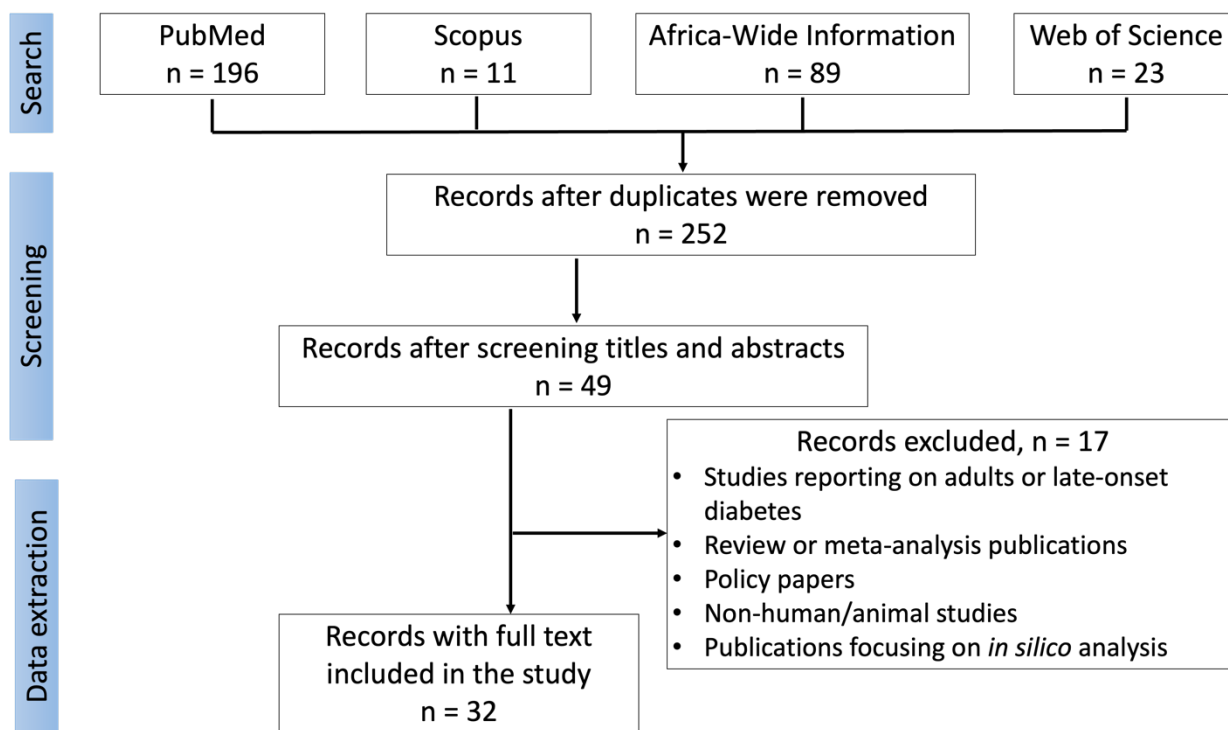 Search
PubMed
n = 196
Scopus
n = 11
Africa-Wide Information
n = 89
Web of Science
n = 23
Screening
Records after duplicates were removed
n = 252
Records after screening titles and abstracts
n = 49
Data extraction
Records excluded, n = 17
• Studies reporting on adults or late-onset
diabetes
• Review or meta-analysis publications
• Policy papers
• Non-human/animal studies
• Publications focusing on in silico analysis
Records with full text
included in the study
n = 32